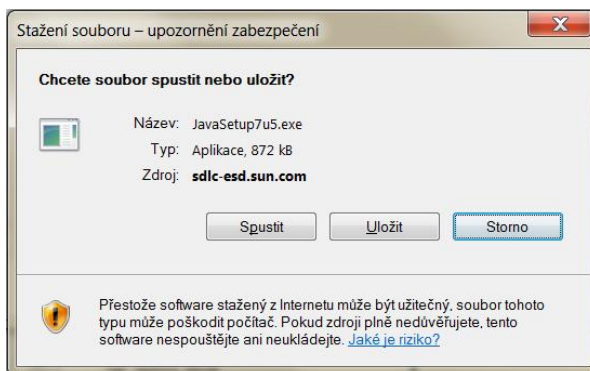 Stažení souboru – upozornění zabezpečení
Chcete soubor spustit nebo uložit?
Název: JavaSetup7u5.exe
Typ: Aplikace, 872 kB
Zdroj: sdlc-esd.sun.com
Spustit Uložit Storno
Přestože software stažený z Internetu může být užitečný, soubor tohoto
typu může poškodit počítač. Pokud zdroji plně nedůvěřujete, tento
software nespouštějte ani neukládejte. Jaké je riziko?